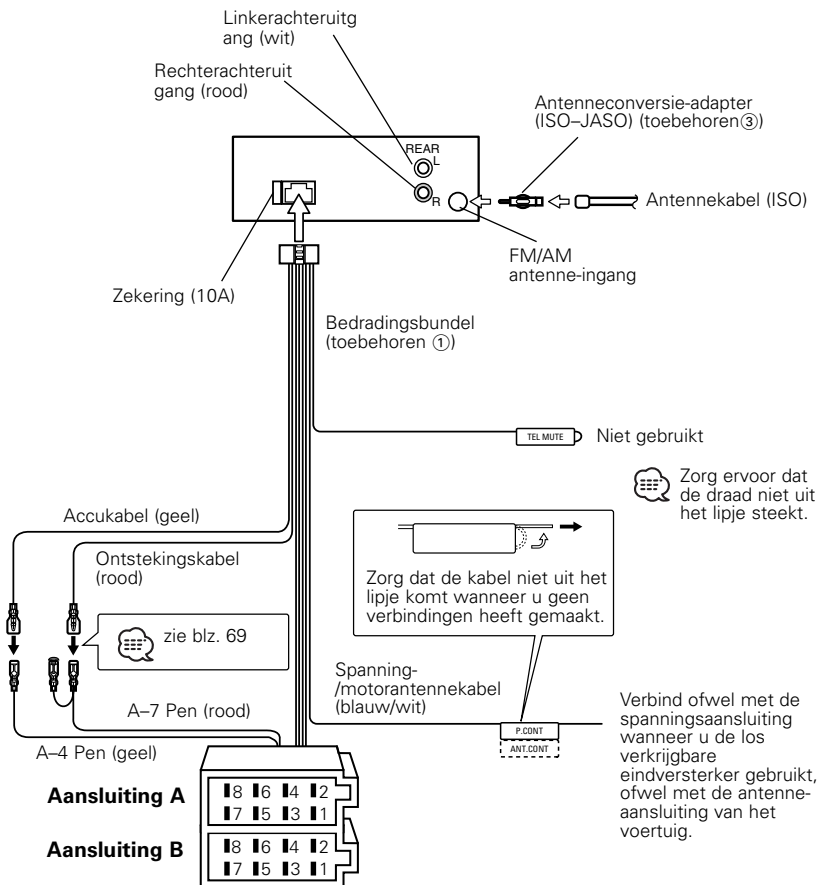 Linkerachteruitg
ang (wit)
Rechterachteruit
gang (rood)
Antenneconversie-adapter
(ISO–JASO) (toebehoren③)
REAR
L
R
Antennekabel (ISO)
FM/AM
antenne-ingang
Zekering (10A)
Bedradingsbundel
(toebehoren ①)
TEL MUTE
Niet gebruikt
Zorg ervoor dat
de draad niet uit
het lipje steekt.
Accukabel (geel)
Ontstekingskabel
(rood)
Zorg dat de kabel niet uit het
lipje komt wanneer u geen
verbindingen heeft gemaakt.
zie blz. 69
Spanning-
/motorantennekabel
(blauw/wit)
P.CONT
ANT.CONT
Verbind ofwel met de
spanningsaansluiting
wanneer u de los
verkrijgbare
eindversterker gebruikt,
ofwel met de antenne-
aansluiting van het
voertuig.
A–7 Pen (rood)
A–4 Pen (geel)
Aansluiting A
8 6 4 2
7 5 3 1
Aansluiting B
8 6 4 2
7 5 3 1